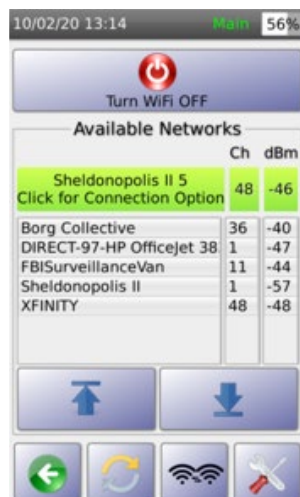 10/02/20 13:14 Main 56%
Turn WiFi OFF
Available Networks
Ch dBm
Sheldonopolis II 5
Click for Connection Option 48 -46
Borg Collective 36 -40
DIRECT-97-HP OfficeJet 38 1 -47
FBISurveillanceVan 11 -44
Sheldonopolis II 1 -57
XFINITY 48 -48